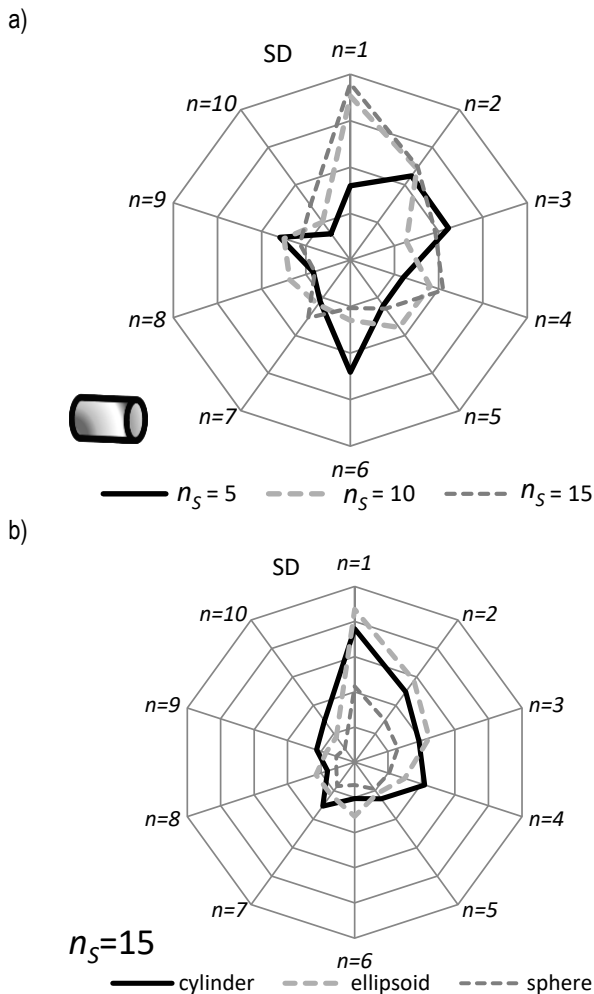 a)
SD
n=1
n=10
n=2
n=9
n=3
n=8
n=4
n=7
n=5
n=6
nS = 5 nS = 10 nS = 15
b)
SD
n=1
n=10
n=2
n=9
n=3
n=8
n=4
n=7
n=5
nS=15
n=6
cylinder ellipsoid sphere